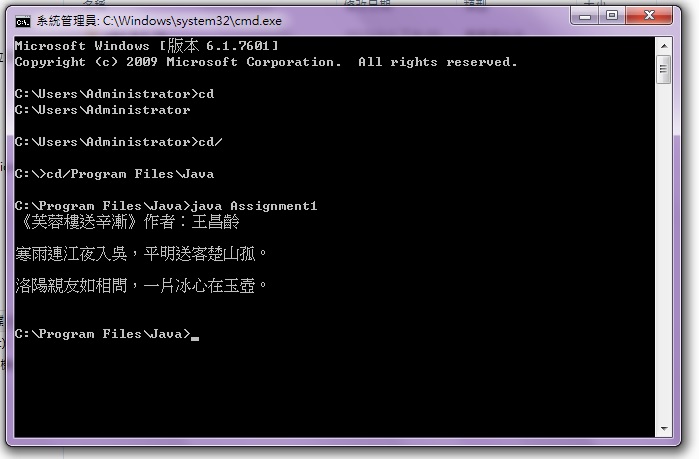 系統管理員: C:\Windows\system32\cmd.exe
Microsoft Windows [版本 6.1.7601]
Copyright (c) 2009 Microsoft Corporation.  All rights reserved.
C:\Users\Administrator>cd
C:\Users\Administrator
C:\Users\Administrator>cd/
C:\>cd/Program Files\Java
C:\Program Files\Java>java Assignment1
《芙蓉樓送辛漸》作者：王昌齡
寒雨連江夜入吳，平明送客楚山孤。
洛陽親友如相問，一片冰心在玉壺。
C:\Program Files\Java>